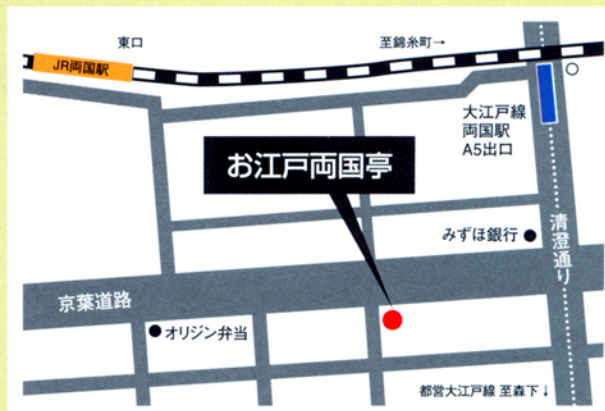 東口
至錦糸町→
JR両国駅
大江戸線
両国駅
A5出口
お江戸両国亭
みずほ銀行
清澄通り
京葉道路
オリジン弁当
都営大江戸線 至森下↓